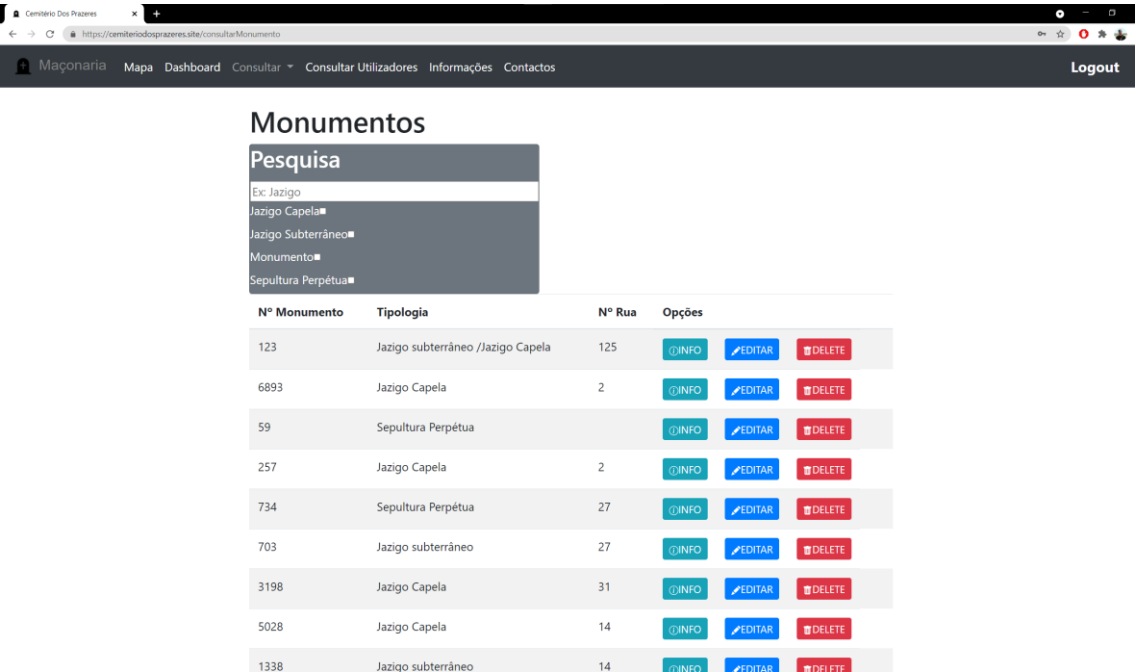 Cemitério Dos Prazeres
https://cemiteriodosprazeres.site/consultarMonumento
Maçonaria Mapa Dashboard Consultar Consultar Utilizadores Informações Contactos Logout
Monumentos
Pesquisa
Ex: Jazigo
Jazigo Capela
Jazigo Subterrâneo
Monumento
Sepultura Perpétua
Nº Monumento Tipologia Nº Rua Opções
123 Jazigo subterrâneo /Jazigo Capela 125 INFO EDITAR DELETE
6893 Jazigo Capela 2 INFO EDITAR DELETE
59 Sepultura Perpétua INFO EDITAR DELETE
257 Jazigo Capela 2 INFO EDITAR DELETE
734 Sepultura Perpétua 27 INFO EDITAR DELETE
703 Jazigo subterrâneo 27 INFO EDITAR DELETE
3198 Jazigo Capela 31 INFO EDITAR DELETE
5028 Jazigo Capela 14 INFO EDITAR DELETE
1338 Jazigo subterrâneo 14 INFO EDITAR DELETE